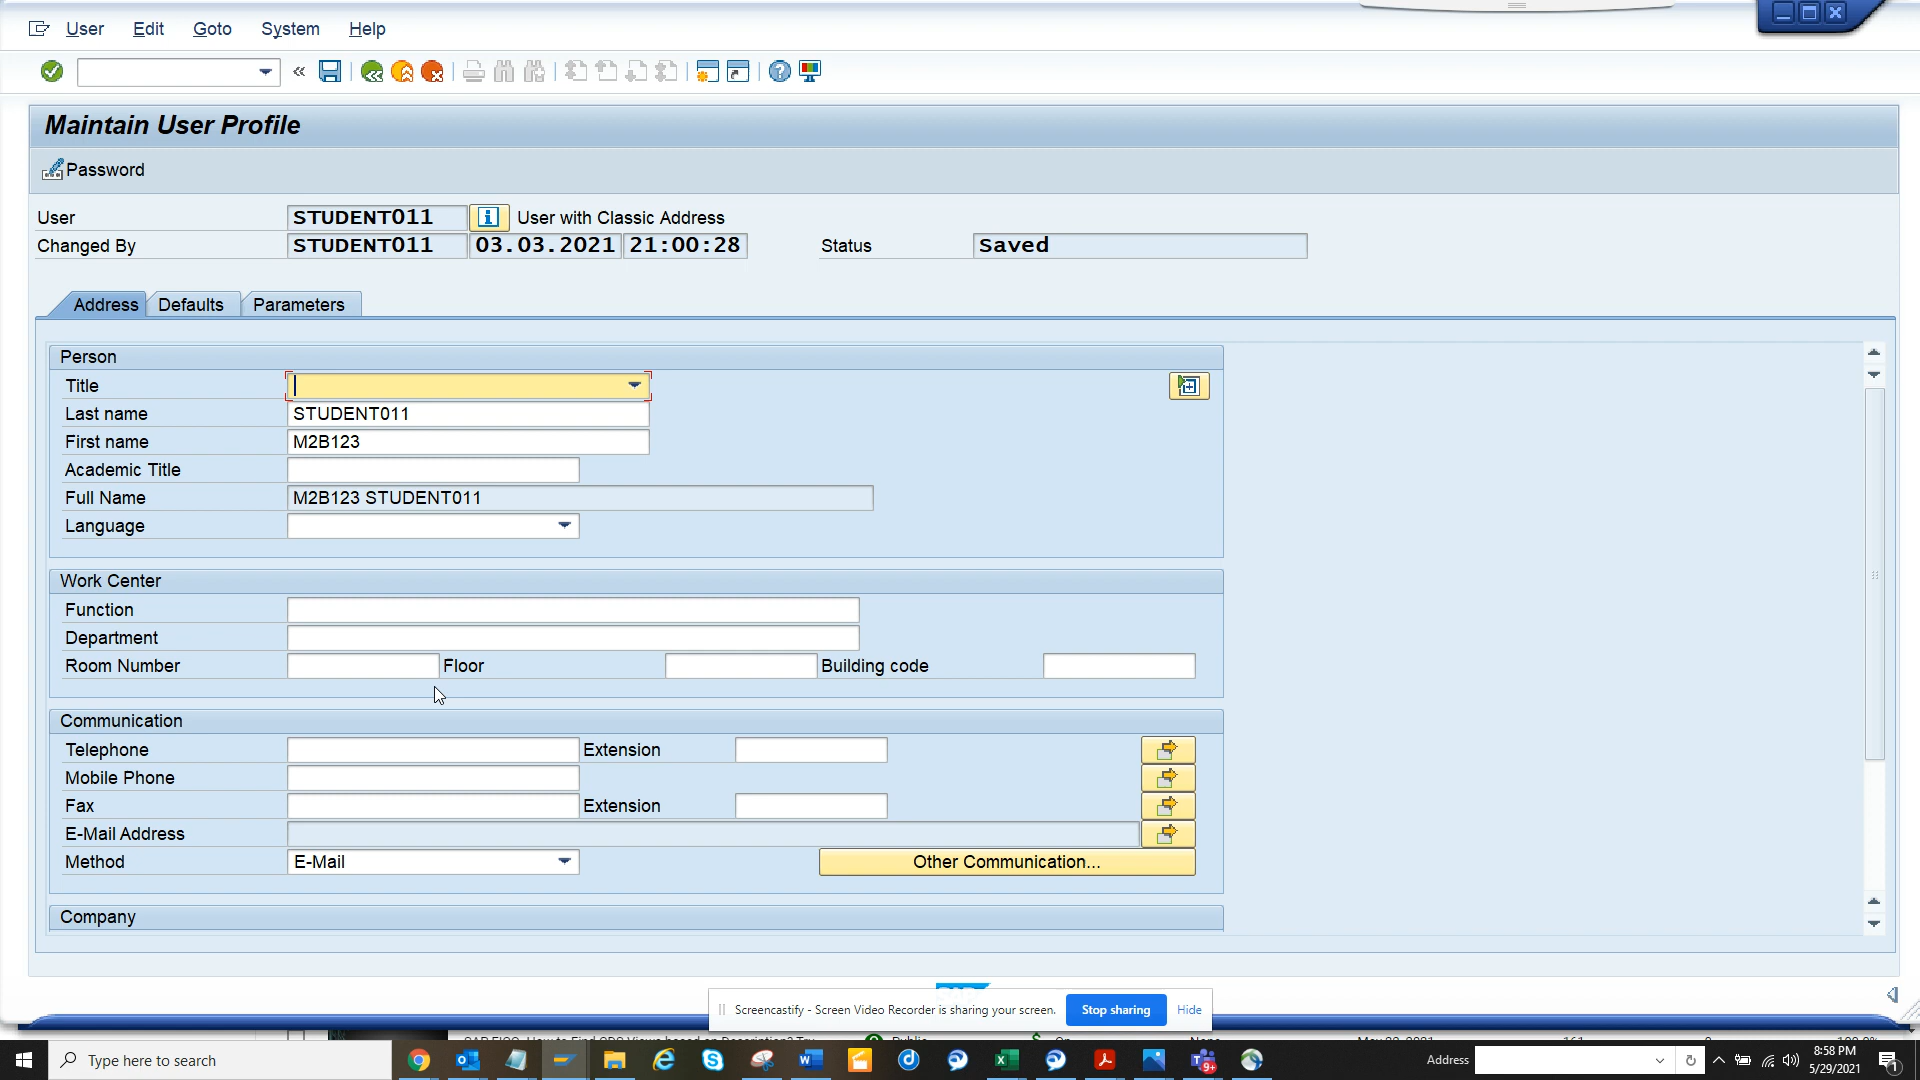 User Edit Goto System Help
Maintain User Profile
Password
User STUDENT011 User with Classic Address
Changed By STUDENT011 03.03.2021 21:00:28 Status Saved
Address Defaults Parameters
Person
Title
Last name STUDENT011
First name M2B123
Academic Title
Full Name M2B123 STUDENT011
Language
Work Center
Function
Department
Room Number Floor Building code
Communication
Telephone Extension
Mobile Phone
Fax Extension
E-Mail Address
Method E-Mail Other Communication...
Company
Screencastify - Screen Video Recorder is sharing your screen. Stop sharing Hide
Type here to search
Address
8:58 PM
5/29/2021
9+
1